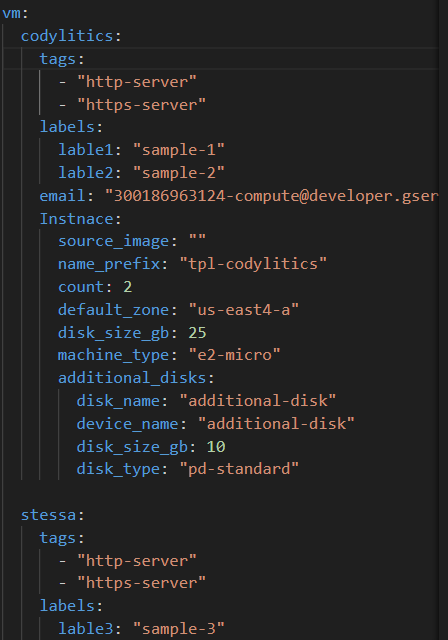 vm:
  codylitics:
    tags:
      - "http-server"
      - "https-server"
    labels:
      lable1: "sample-1"
      lable2: "sample-2"
    email: "300186963124-compute@developer.gser
    Instnace:
      source_image: ""
      name_prefix: "tpl-codylitics"
      count: 2
      default_zone: "us-east4-a"
      disk_size_gb: 25
      machine_type: "e2-micro"
      additional_disks:
        disk_name: "additional-disk"
        device_name: "additional-disk"
        disk_size_gb: 10
        disk_type: "pd-standard"
  stessa:
    tags:
      - "http-server"
      - "https-server"
    labels:
      lable3: "sample-3"